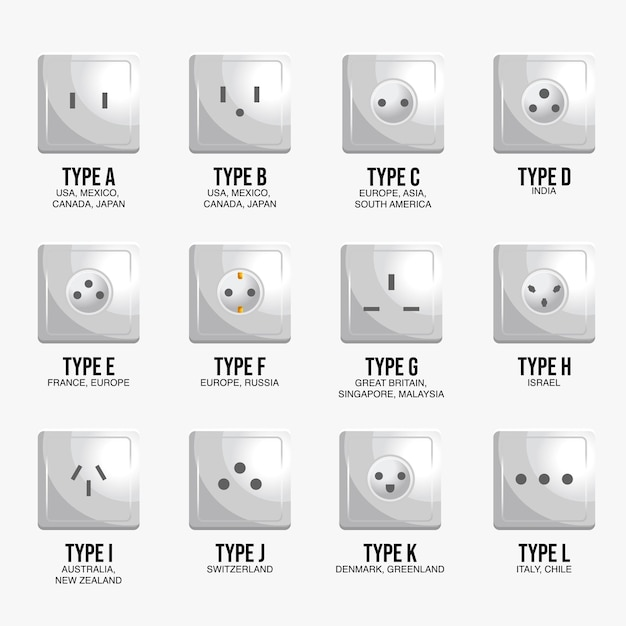 TYPE A
USA, MEXICO,
CANADA, JAPAN
TYPE B
USA, MEXICO,
CANADA, JAPAN
TYPE C
EUROPE, ASIA,
SOUTH AMERICA
TYPE D
INDIA
TYPE E
FRANCE, EUROPE
TYPE F
EUROPE, RUSSIA
TYPE G
GREAT BRITAIN,
SINGAPORE, MALAYSIA
TYPE H
ISRAEL
TYPE I
AUSTRALIA,
NEW ZEALAND
TYPE J
SWITZERLAND
TYPE K
DENMARK, GREENLAND
TYPE L
ITALY, CHILE